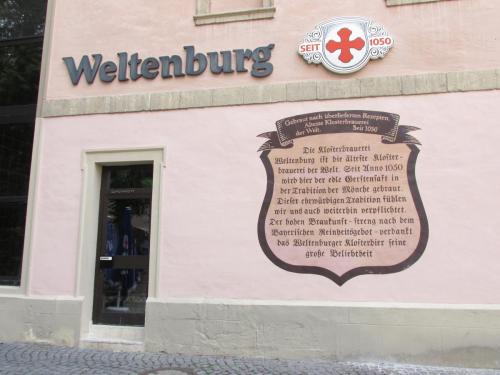 Weltenburg
SEIT 1050
Gebraut nach überlieferten Rezepten.
Älteste Klosterbrauerei
der Welt. Seit 1050
Die Klosterbrauerei
Weltenburg ist die älteste Kloster-
brauerei der Welt. Seit Anno 1050
wird hier der edle Gerstensaft in
der Tradition der Mönche gebraut.
Dieser ehrwürdigen Tradition fühlen
wir uns auch weiterhin verpflichtet.
Der hohen Braukunst - streng nach dem
Bayerischen Reinheitsgebot - verdankt
das Weltenburger Klosterbier seine
große Beliebtheit